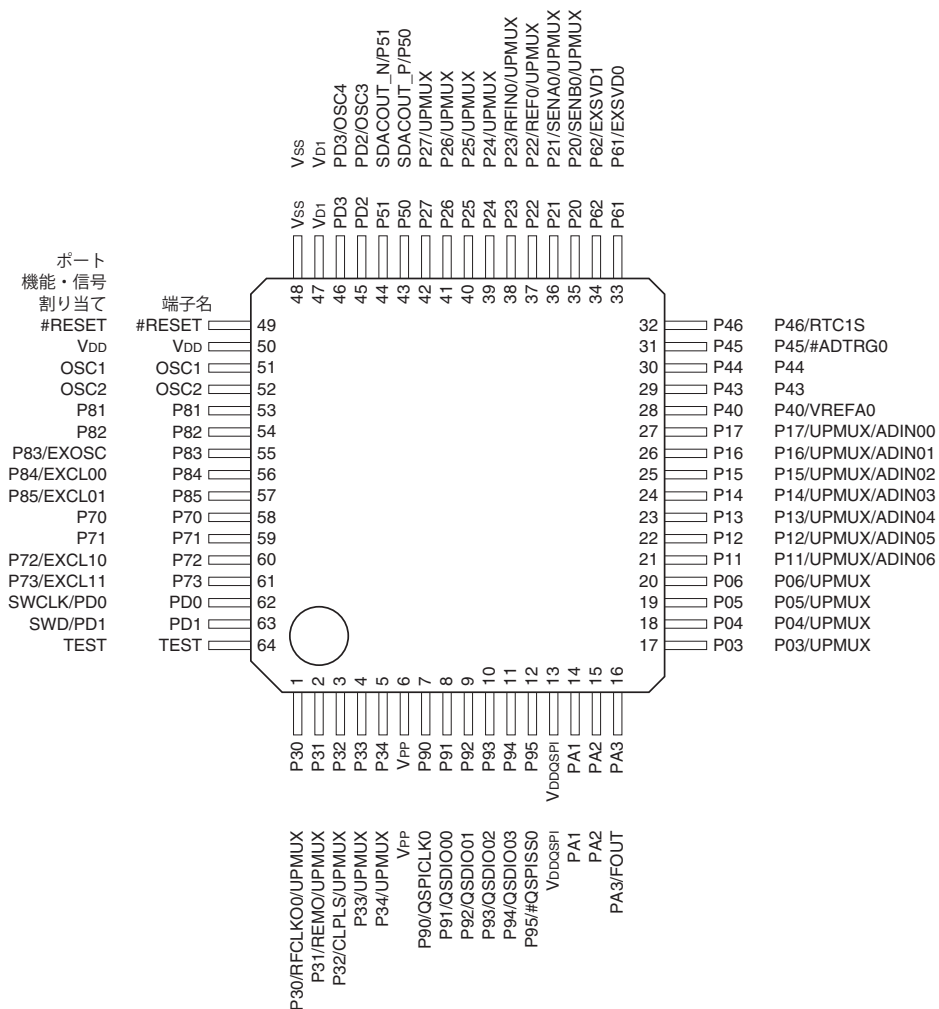 SDACOUT_N/P51
SDACOUT_P/P50
P27/UPMUX
P26/UPMUX
P25/UPMUX
P24/UPMUX
P23/RFIN0/UPMUX
P22/REF0/UPMUX
P21/SENA0/UPMUX
P20/SENB0/UPMUX
P62/EXSVD1
P61/EXSVD0
VSS
VD1
PD3/OSC4
PD2/OSC3
VSS
VD1
PD3
PD2
P51
P50
P27
P26
P25
P24
P23
P22
P21
P20
P62
P61
48 47 46 45 44 43 42 41 40 39 38 37 36 35 34 33
ポート
機能・信号
割り当て 端子名
#RESET #RESET 49
VDD VDD 50
OSC1 OSC1 51
OSC2 OSC2 52
P81 P81 53
P82 P82 54
P83/EXOSC P83 55
P84/EXCL00 P84 56
P85/EXCL01 P85 57
P70 P70 58
P71 P71 59
P72/EXCL10 P72 60
P73/EXCL11 P73 61
SWCLK/PD0 PD0 62
SWD/PD1 PD1 63
TEST TEST 64
32 P46 P46/RTC1S
31 P45 P45/#ADTRG0
30 P44 P44
29 P43 P43
28 P40 P40/VREFA0
27 P17 P17/UPMUX/ADIN00
26 P16 P16/UPMUX/ADIN01
25 P15 P15/UPMUX/ADIN02
24 P14 P14/UPMUX/ADIN03
23 P13 P13/UPMUX/ADIN04
22 P12 P12/UPMUX/ADIN05
21 P11 P11/UPMUX/ADIN06
20 P06 P06/UPMUX
19 P05 P05/UPMUX
18 P04 P04/UPMUX
17 P03 P03/UPMUX
1 2 3 4 5 6 7 8 9 10 11 12 13 14 15 16
P30
P31
P32
P33
P34
VPP
P90
P91
P92
P93
P94
P95
VDDQSPI
PA1
PA2
PA3
P30/RFCLKO0/UPMUX
P31/REMO/UPMUX
P32/CLPLS/UPMUX
P33/UPMUX
P34/UPMUX
VPP
P90/QSPICLK0
P91/QSDIO00
P92/QSDIO01
P93/QSDIO02
P94/QSDIO03
P95/#QSPISS0
VDDQSPI
PA1
PA2
PA3/FOUT